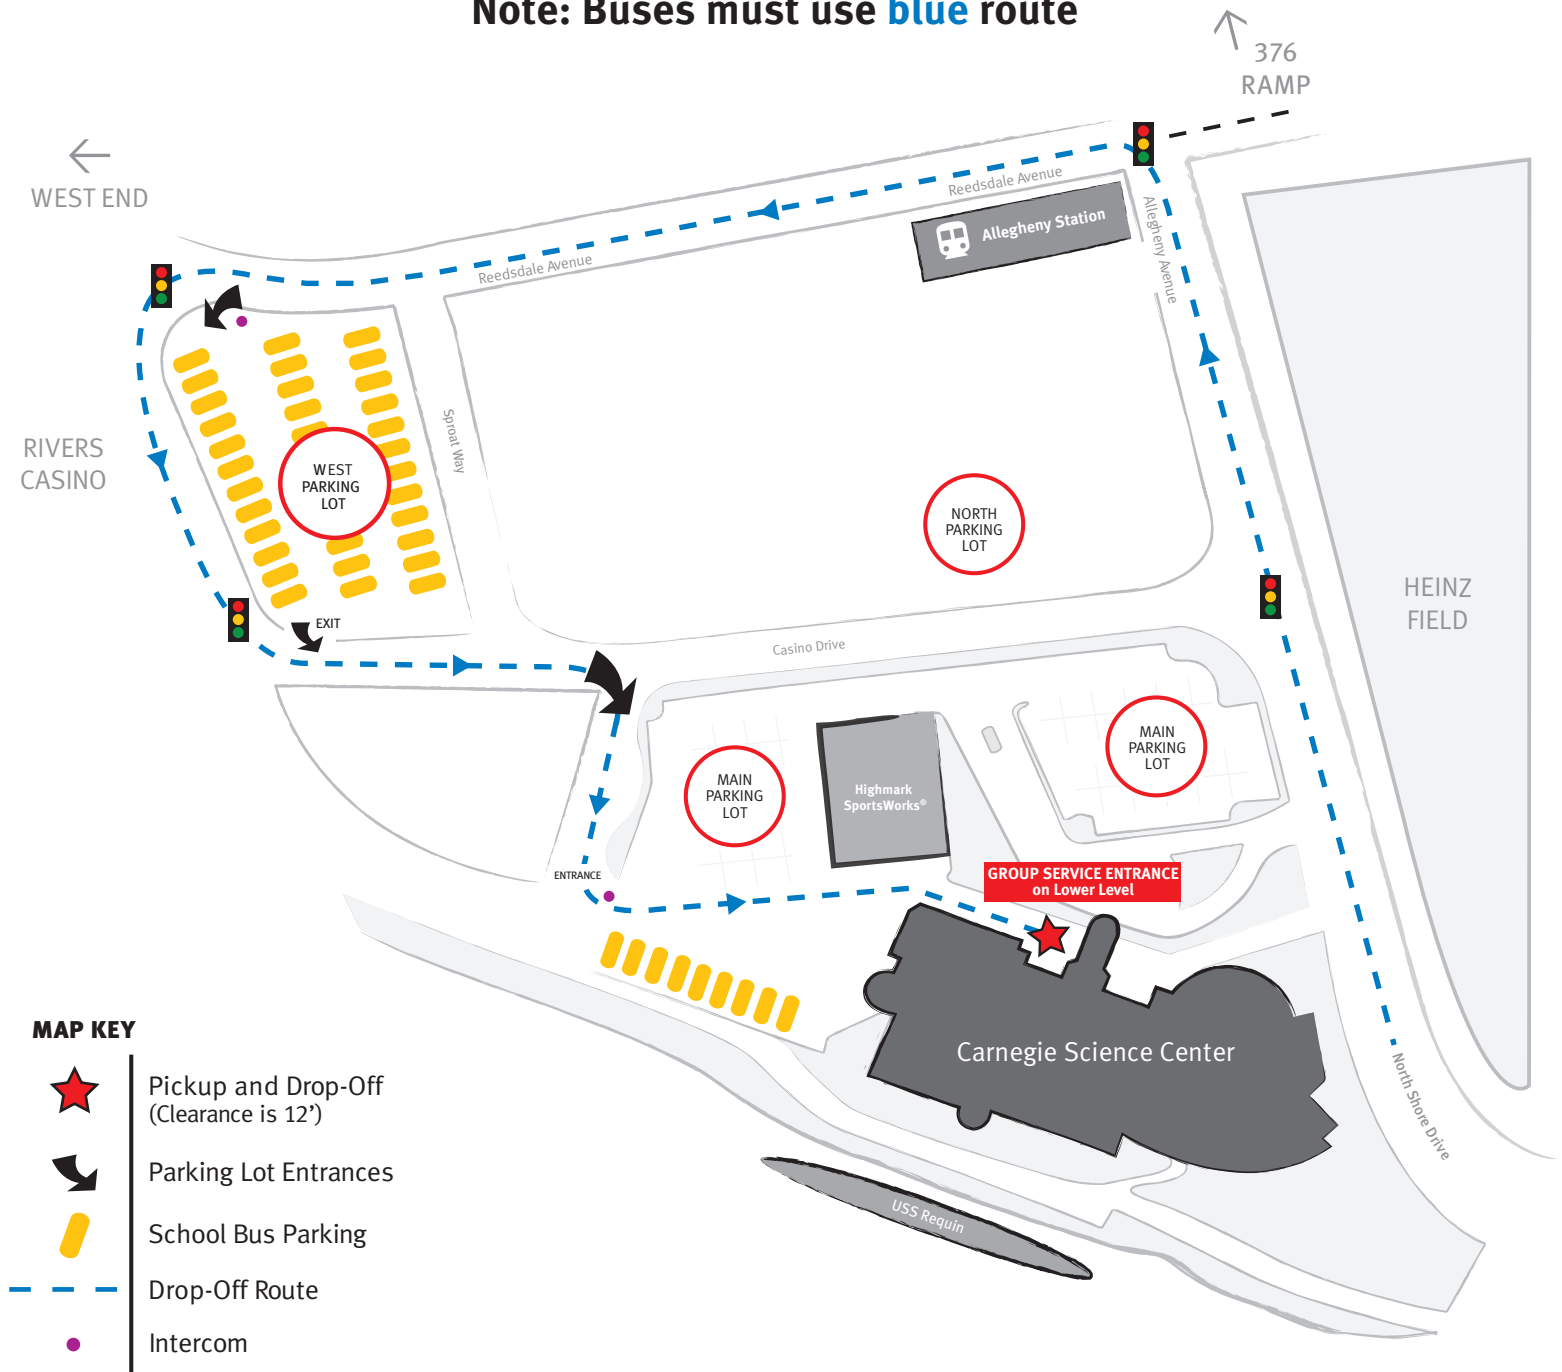 Note: Buses must use blue route
376
RAMP
WEST END
Reedsdale Avenue
Allegheny Station
Allegheny Avenue
Reedsdale Avenue
RIVERS
CASINO
Sproat Way
WEST
PARKING
LOT
NORTH
PARKING
LOT
HEINZ
FIELD
EXIT
Casino Drive
MAIN
PARKING
LOT
MAIN
PARKING
LOT
Highmark
SportsWorks®
ENTRANCE
GROUP SERVICE ENTRANCE
on Lower Level
Carnegie Science Center
North Shore Drive
USS Requin
MAP KEY
Pickup and Drop-Off
(Clearance is 12’)
Parking Lot Entrances
School Bus Parking
Drop-Off Route
Intercom